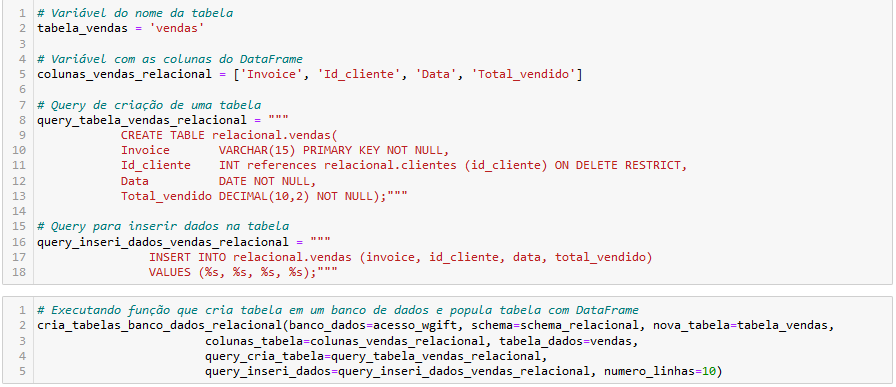 1 # Variável do nome da tabela
2 tabela_vendas = 'vendas'
3
4 # Variável com as colunas do DataFrame
5 colunas_vendas_relacional = ['Invoice', 'Id_cliente', 'Data', 'Total_vendido']
6
7 # Query de criação de uma tabela
8 query_tabela_vendas_relacional = """
9             CREATE TABLE relacional.vendas(
10             Invoice       VARCHAR(15) PRIMARY KEY NOT NULL,
11             Id_cliente    INT references relacional.clientes (id_cliente) ON DELETE RESTRICT,
12             Data          DATE NOT NULL,
13             Total_vendido DECIMAL(10,2) NOT NULL);"""
14
15 # Query para inserir dados na tabela
16 query_inseri_dados_vendas_relacional = """
17                 INSERT INTO relacional.vendas (invoice, id_cliente, data, total_vendido)
18                 VALUES (%s, %s, %s, %s);"""
1 # Executando função que cria tabela em um banco de dados e popula tabela com DataFrame
2 cria_tabelas_banco_dados_relacional(banco_dados=acesso_wgift, schema=schema_relacional, nova_tabela=tabela_vendas,
3                         colunas_tabela=colunas_vendas_relacional, tabela_dados=vendas,
4                         query_cria_tabela=query_tabela_vendas_relacional,
5                         query_inseri_dados=query_inseri_dados_vendas_relacional, numero_linhas=10)